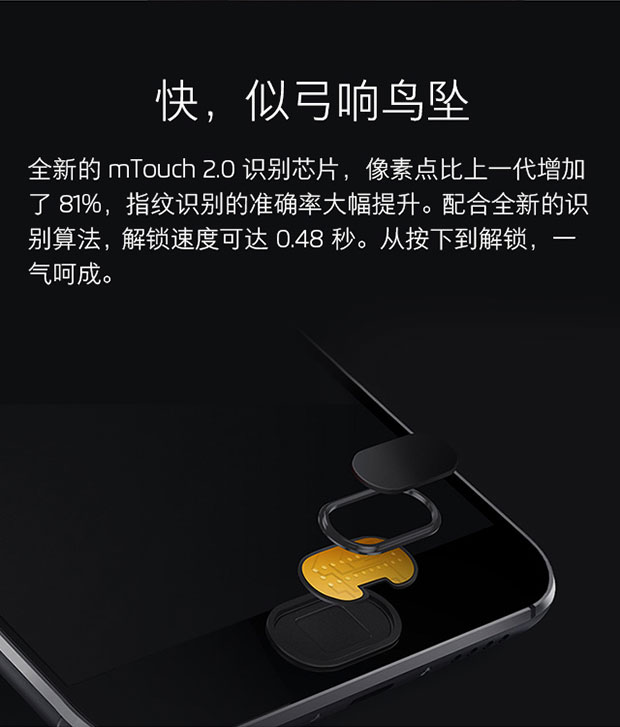 快，似弓响鸟坠
全新的 mTouch 2.0 识别芯片，像素点比上一代增加
了 81%，指纹识别的准确率大幅提升。配合全新的识
别算法，解锁速度可达 0.48 秒。从按下到解锁，一
气呵成。